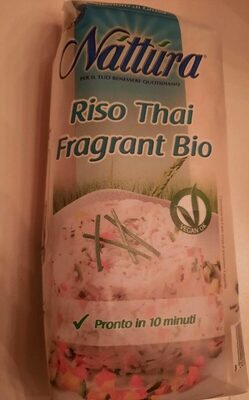 Nattura
PER IL TUO BENESSERE QUOTIDIANO
Riso Thai
Fragrant Bio
VEGAN OK
✓ Pronto in 10 minuti